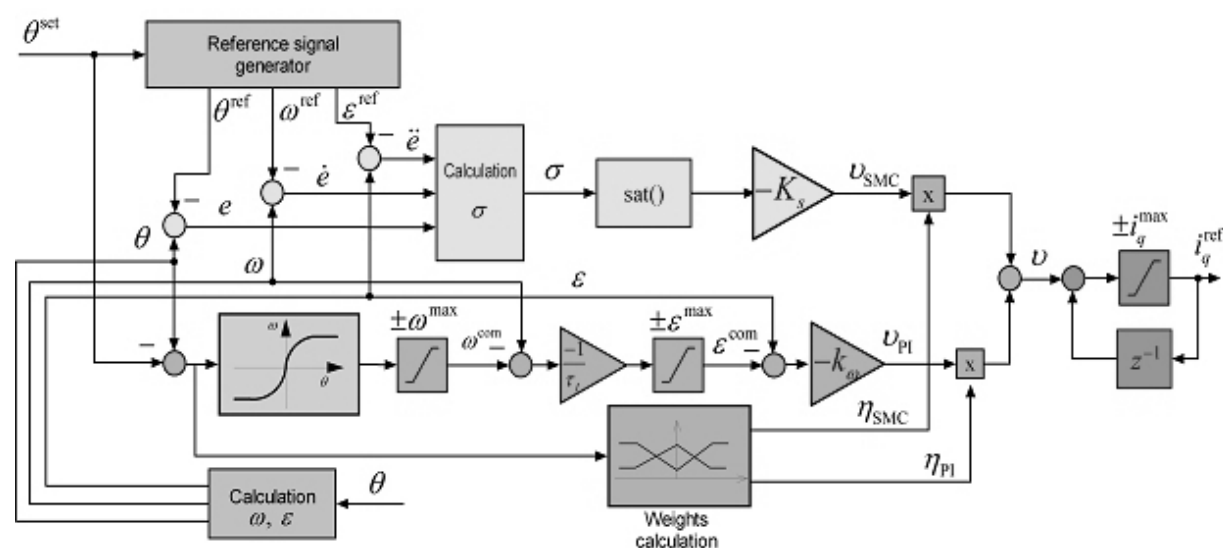 θ^set
Reference signal
generator
θ^ref
ω^ref
ε^ref
−
ë
−
ė
−
e
θ
ω
Calculation
σ
σ
sat()
−K_s
υ_SMC
x
υ
±i_q^max
i_q^ref
z^−1
ε
−
ω
θ
±ω^max
ω^com
−
−1
τ_t
±ε^max
ε^com
−
−k_ω
υ_PI
x
η_SMC
η_PI
Weights
calculation
Calculation
ω, ε
θ